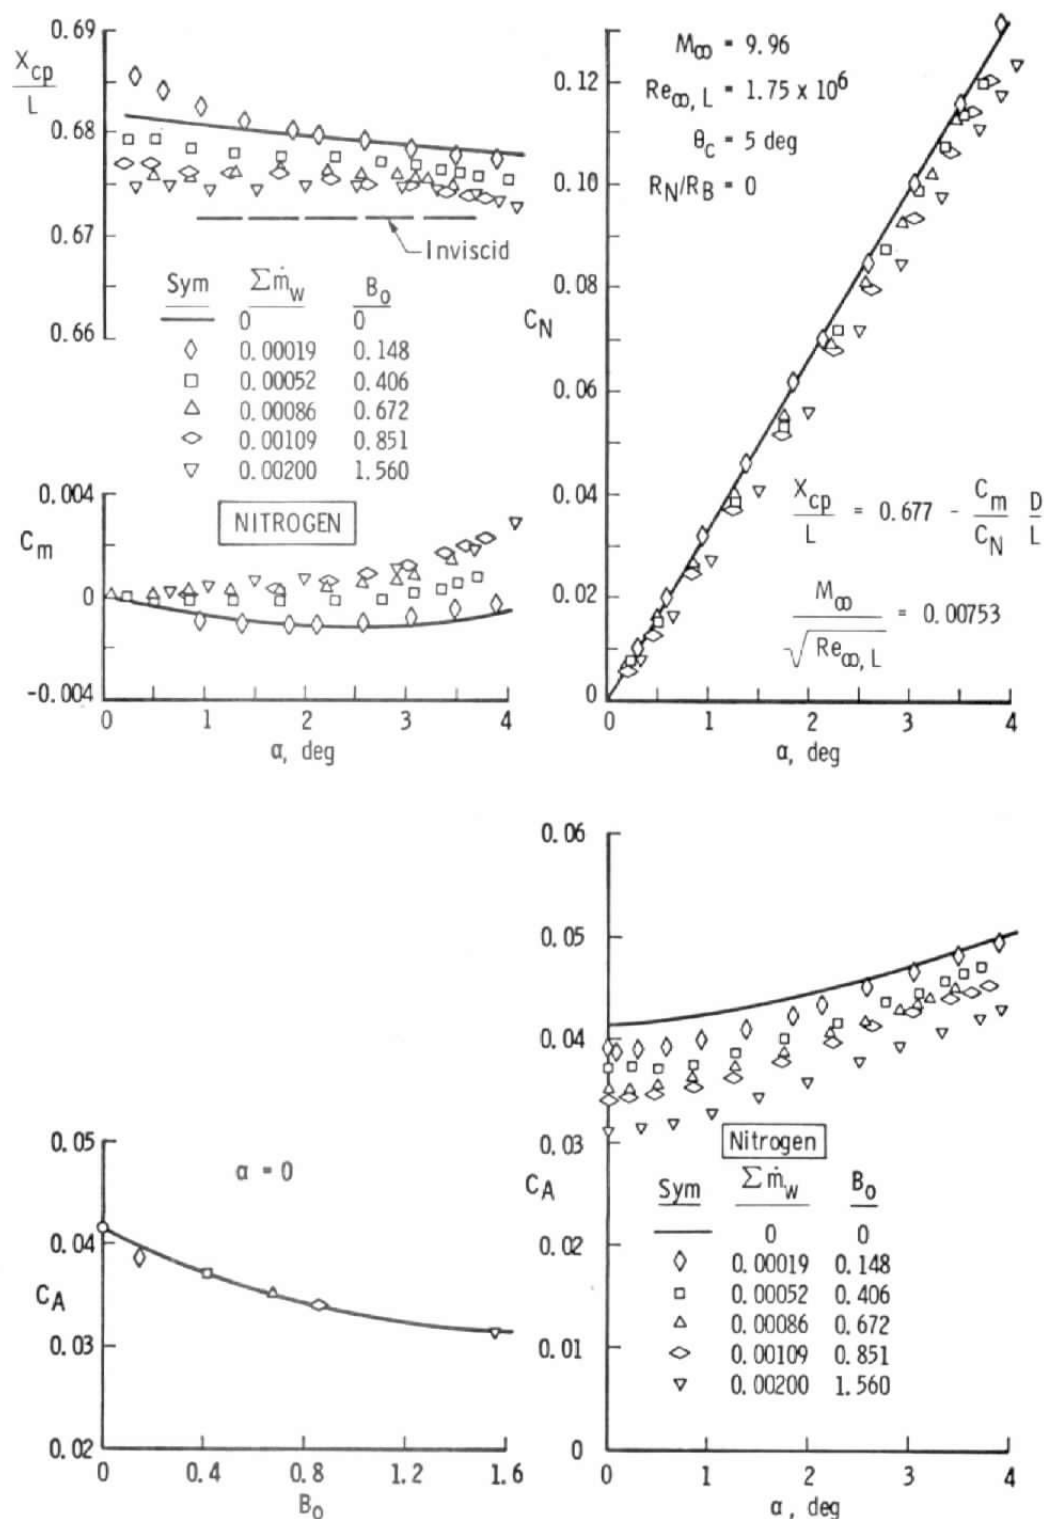 0.69
X_cp/L
0.68
0.67
0.66
Inviscid
Sym Σṁ_w B_o
0 0
0.00019 0.148
0.00052 0.406
0.00086 0.672
0.00109 0.851
0.00200 1.560
0.004
C_m
0
-0.004
NITROGEN
0 1 2 3 4
α, deg
M_∞ = 9.96
Re_∞,L = 1.75 x 10^6
θ_c = 5 deg
R_N/R_B = 0
0.12
0.10
0.08
C_N
0.06
0.04
0.02
0
X_cp/L = 0.677 - C_m/C_N D/L
M_∞/√Re_∞,L = 0.00753
0 1 2 3 4
α, deg
0.05
α = 0
0.04
C_A
0.03
0.02
0 0.4 0.8 1.2 1.6
B_o
0.06
0.05
0.04
0.03
C_A
0.02
0.01
0
Nitrogen
Sym Σṁ_w B_o
0 0
0.00019 0.148
0.00052 0.406
0.00086 0.672
0.00109 0.851
0.00200 1.560
0 1 2 3 4
α, deg